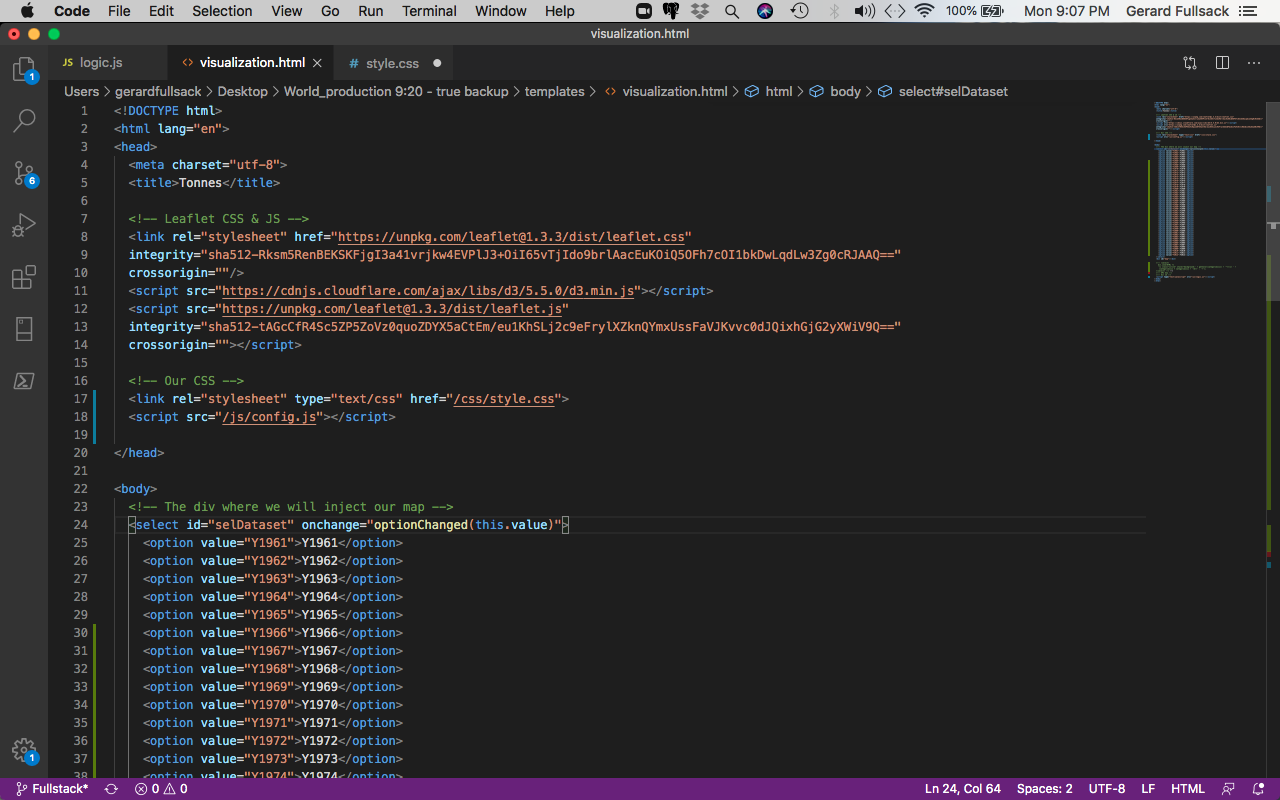 Code File Edit Selection View Go Run Terminal Window Help 100% Mon 9:07 PM Gerard Fullsack
visualization.html
JS logic.js <> visualization.html # style.css
Users > gerardfullsack > Desktop > World_production 9:20 - true backup > templates > <> visualization.html > html > body > select#selDataset
1 <!DOCTYPE html>
2 <html lang="en">
3 <head>
4 <meta charset="utf-8">
5 <title>Tonnes</title>
6
7 <!-- Leaflet CSS & JS -->
8 <link rel="stylesheet" href="https://unpkg.com/leaflet@1.3.3/dist/leaflet.css"
9 integrity="sha512-Rksm5RenBEKSKFjgI3a41vrjkw4EVPlJ3+OiI65vTjIdo9brlAacEuKOiQ5OFh7cOI1bkDwLqdLw3Zg0cRJAAQ=="
10 crossorigin=""/>
11 <script src="https://cdnjs.cloudflare.com/ajax/libs/d3/5.5.0/d3.min.js"></script>
12 <script src="https://unpkg.com/leaflet@1.3.3/dist/leaflet.js"
13 integrity="sha512-tAGcCfR4Sc5ZP5ZoVz0quoZDYX5aCtEm/eu1KhSLj2c9eFrylXZknQYmxUssFaVJKvvc0dJQixhGjG2yXWiV9Q=="
14 crossorigin=""></script>
15
16 <!-- Our CSS -->
17 <link rel="stylesheet" type="text/css" href="/css/style.css">
18 <script src="/js/config.js"></script>
19
20 </head>
21
22 <body>
23 <!-- The div where we will inject our map -->
24 <select id="selDataset" onchange="optionChanged(this.value)">
25 <option value="Y1961">Y1961</option>
26 <option value="Y1962">Y1962</option>
27 <option value="Y1963">Y1963</option>
28 <option value="Y1964">Y1964</option>
29 <option value="Y1965">Y1965</option>
30 <option value="Y1966">Y1966</option>
31 <option value="Y1967">Y1967</option>
32 <option value="Y1968">Y1968</option>
33 <option value="Y1969">Y1969</option>
34 <option value="Y1970">Y1970</option>
35 <option value="Y1971">Y1971</option>
36 <option value="Y1972">Y1972</option>
37 <option value="Y1973">Y1973</option>
38 <option value="Y1974">Y1974</option>
1
6
1
Fullstack* 0 0 Ln 24, Col 64 Spaces: 2 UTF-8 LF HTML